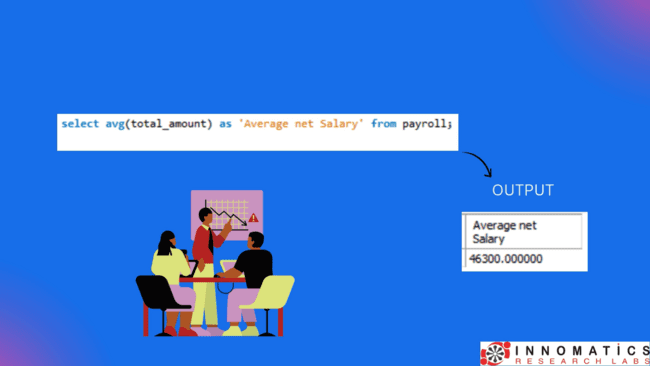 select avg(total_amount) as 'Average net Salary' from payroll;
OUTPUT
Average net
Salary
46300.000000
INNOMATICS
RESEARCH LABS